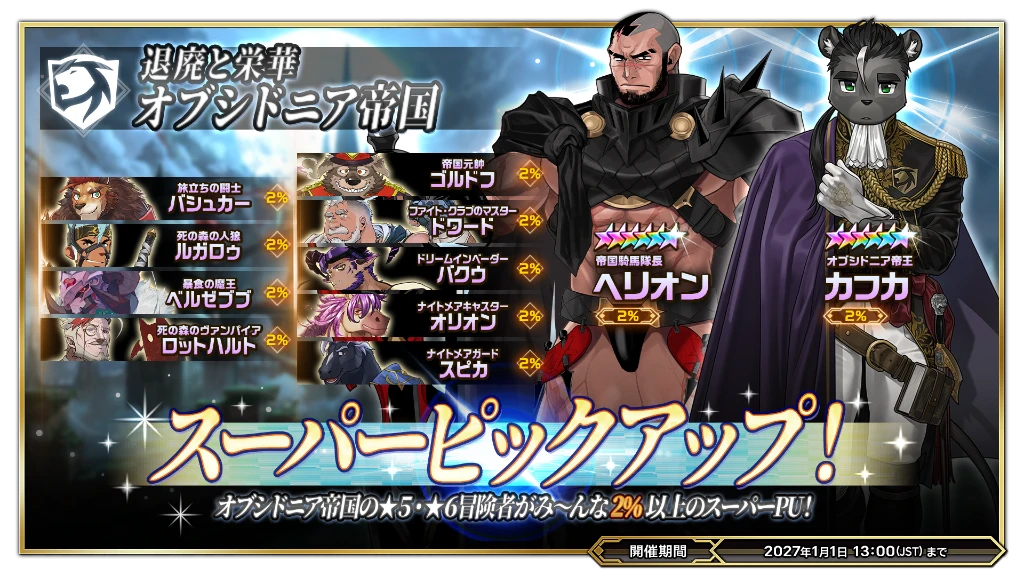 退廃と栄華
オブシドニア帝国
旅立ちの闘士
バシュカー
2%
死の森の人狼
ルガロゥ
2%
暴食の魔王
ベルゼブブ
2%
死の森のヴァンパイア
ロットハルト
2%
帝国元帥
ゴルドフ
2%
ファイト・クラブのマスター
ドワード
2%
ドリームインベーダー
バクゥ
2%
ナイトメアキャスター
オリオン
2%
ナイトメアガード
スピカ
2%
帝国騎馬隊長
ヘリオン
2%
オブシドニア帝王
カフカ
2%
スーパーピックアップ!
オブシドニア帝国の★5・★6冒険者がみ~んな2%以上のスーパーPU!
開催期間
2027年1月1日 13:00(JST) まで